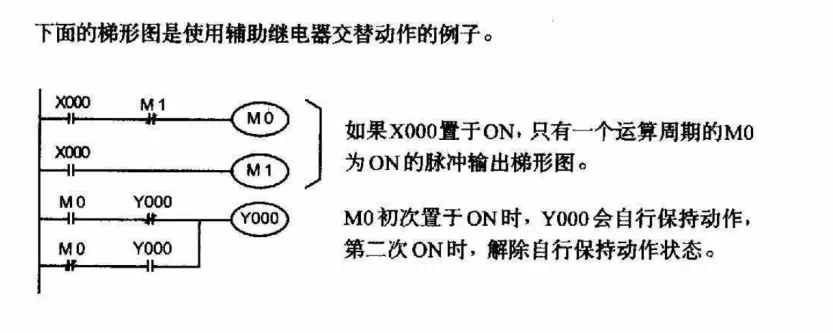 下面的梯形图是使用辅助继电器交替动作的例子。
X000 M1 M0
如果X000置于ON，只有一个运算周期的M0
为ON的脉冲输出梯形图。
X000 M1
M0 Y000 Y000
M0初次置于ON时，Y000会自行保持动作，
第二次ON时，解除自行保持动作状态。
M0 Y000